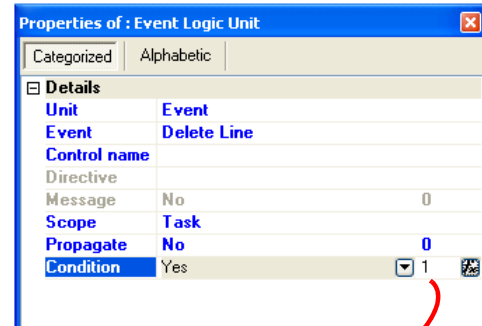 Properties of : Event Logic Unit
Categorized Alphabetic
Details
Unit Event
Event Delete Line
Control name
Directive
Message No 0
Scope Task
Propagate No 0
Condition Yes 1